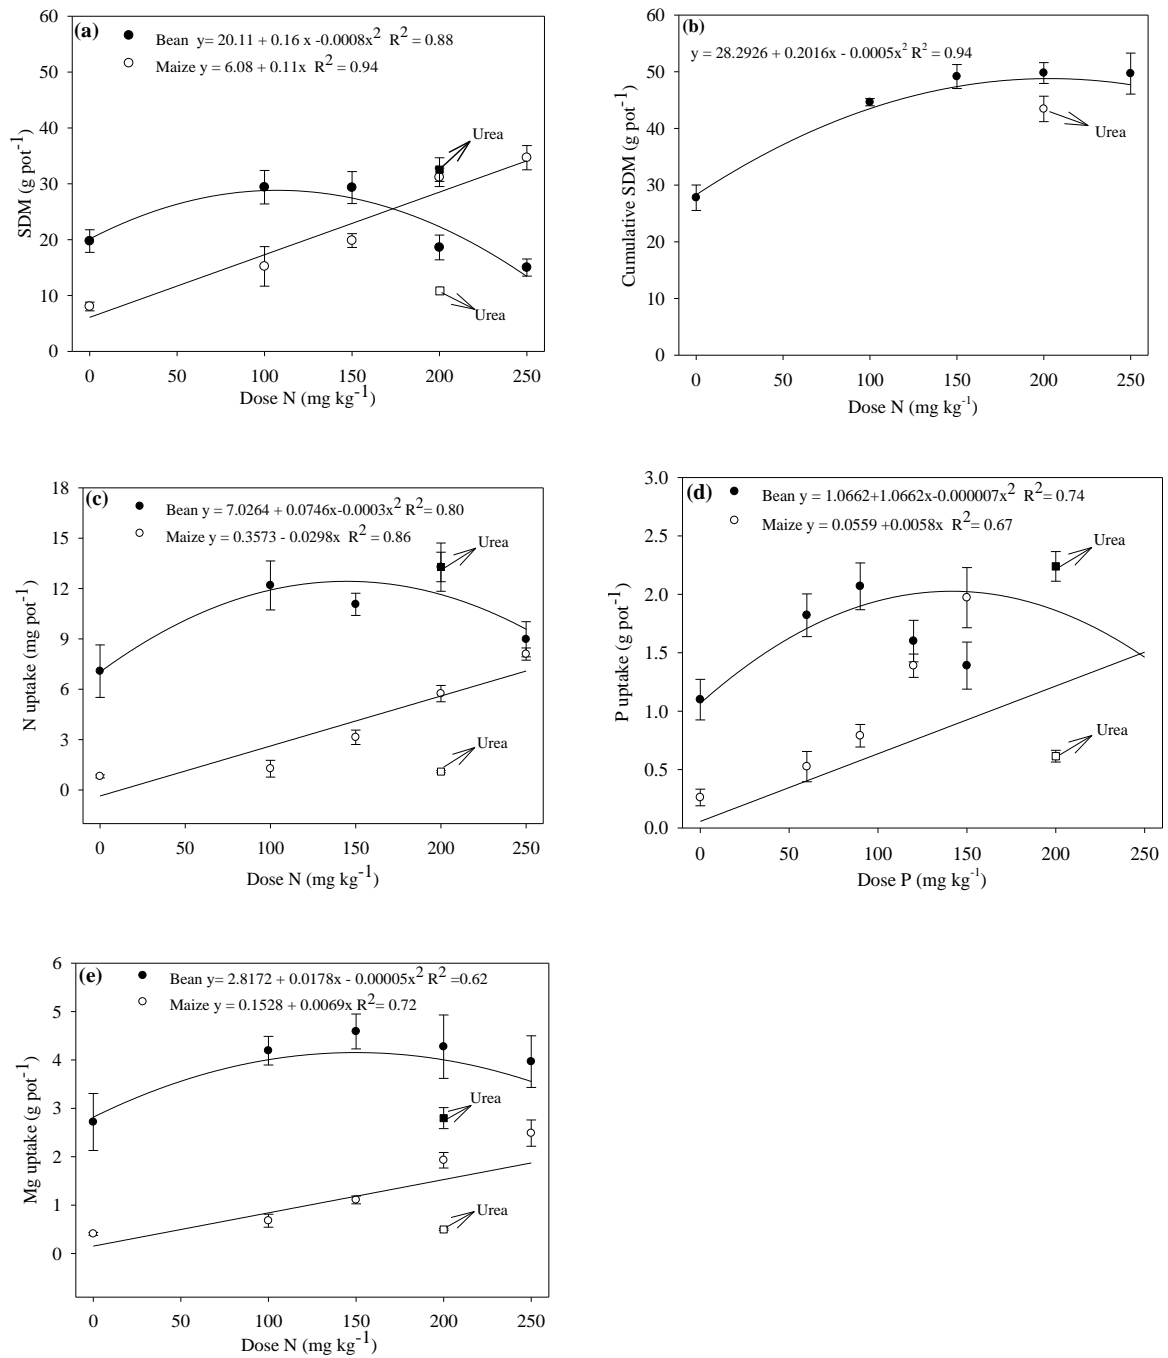 (a)
Bean y= 20.11 + 0.16 x -0.0008x² R² = 0.88
Maize y = 6.08 + 0.11x R² = 0.94
60
50
40
30
20
10
0
SDM (g pot⁻¹)
Urea
Urea
0 50 100 150 200 250
Dose N (mg kg⁻¹)
(b)
y = 28.2926 + 0.2016x - 0.0005x² R² = 0.94
60
50
40
30
20
10
0
Cumulative SDM (g pot⁻¹)
Urea
0 50 100 150 200 250
Dose N (mg kg⁻¹)
(c)
Bean y = 7.0264 + 0.0746x-0.0003x² R²= 0.80
Maize y = 0.3573 - 0.0298x R² = 0.86
18
15
12
9
6
3
0
N uptake (mg pot⁻¹)
Urea
Urea
0 50 100 150 200 250
Dose N (mg kg⁻¹)
(d)
Bean y = 1.0662+1.0662x-0.000007x² R² = 0.74
Maize y = 0.0559 +0.0058x R² = 0.67
3.0
2.5
2.0
1.5
1.0
0.5
0.0
P uptake (g pot⁻¹)
Urea
Urea
0 50 100 150 200 250
Dose P (mg kg⁻¹)
(e)
Bean y= 2.8172 + 0.0178x - 0.00005x² R² =0.62
Maize y = 0.1528 + 0.0069x R²= 0.72
6
5
4
3
2
1
0
Mg uptake (g pot⁻¹)
Urea
Urea
0 50 100 150 200 250
Dose N (mg kg⁻¹)